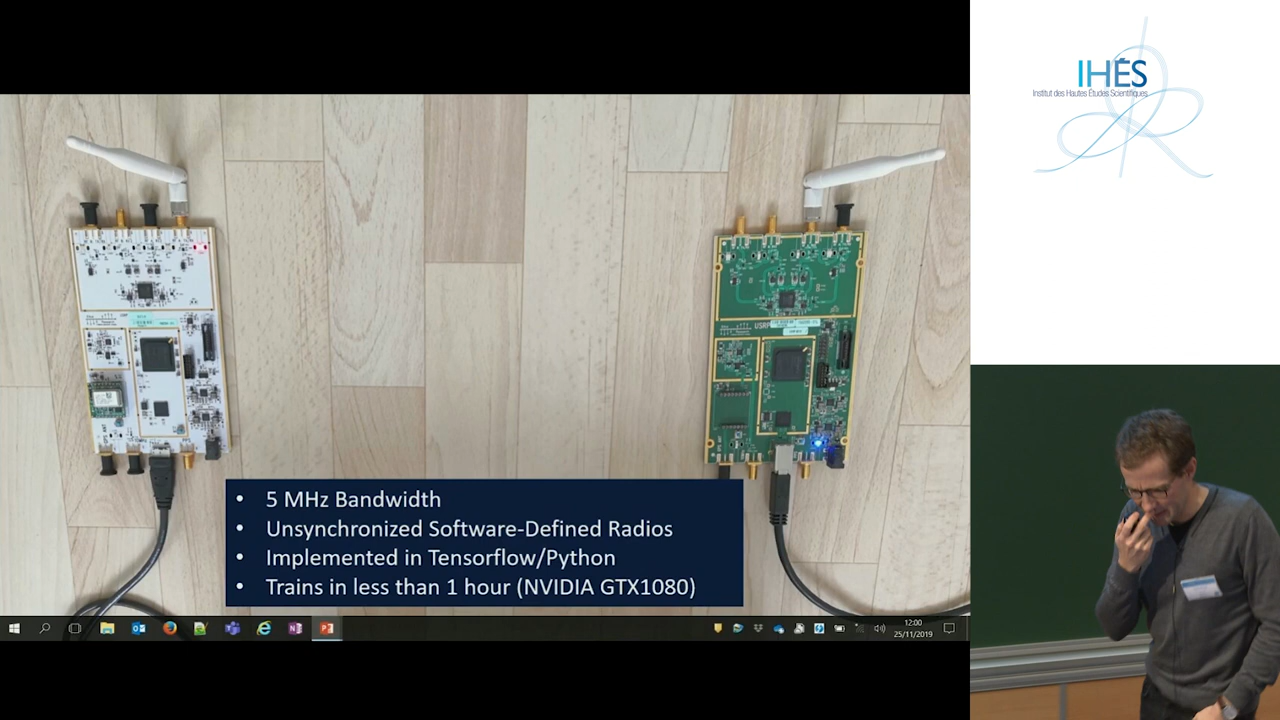 IHÉS
Institut des Hautes Études Scientifiques
USRP
• 5 MHz Bandwidth
• Unsynchronized Software-Defined Radios
• Implemented in Tensorflow/Python
• Trains in less than 1 hour (NVIDIA GTX1080)
12:00
25/11/2019